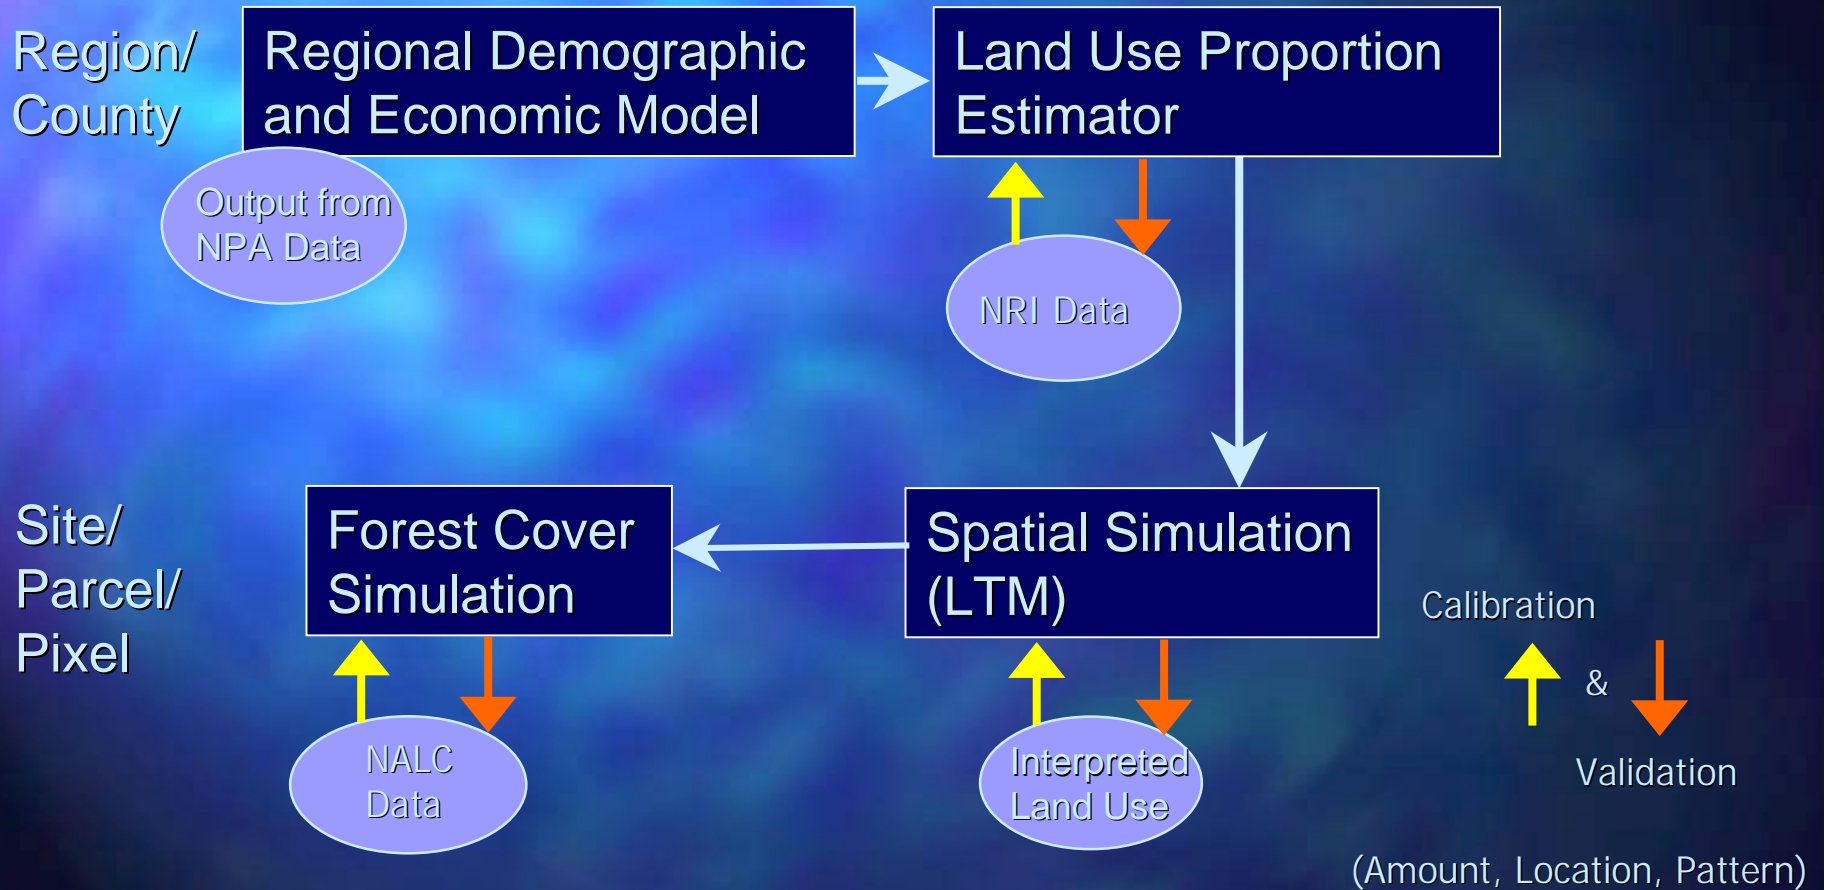 Region/
County
Regional Demographic
and Economic Model
Land Use Proportion
Estimator
Output from
NPA Data
NRI Data
Site/
Parcel/
Pixel
Forest Cover
Simulation
Spatial Simulation
(LTM)
Calibration
&
Validation
NALC
Data
Interpreted
Land Use
(Amount, Location, Pattern)